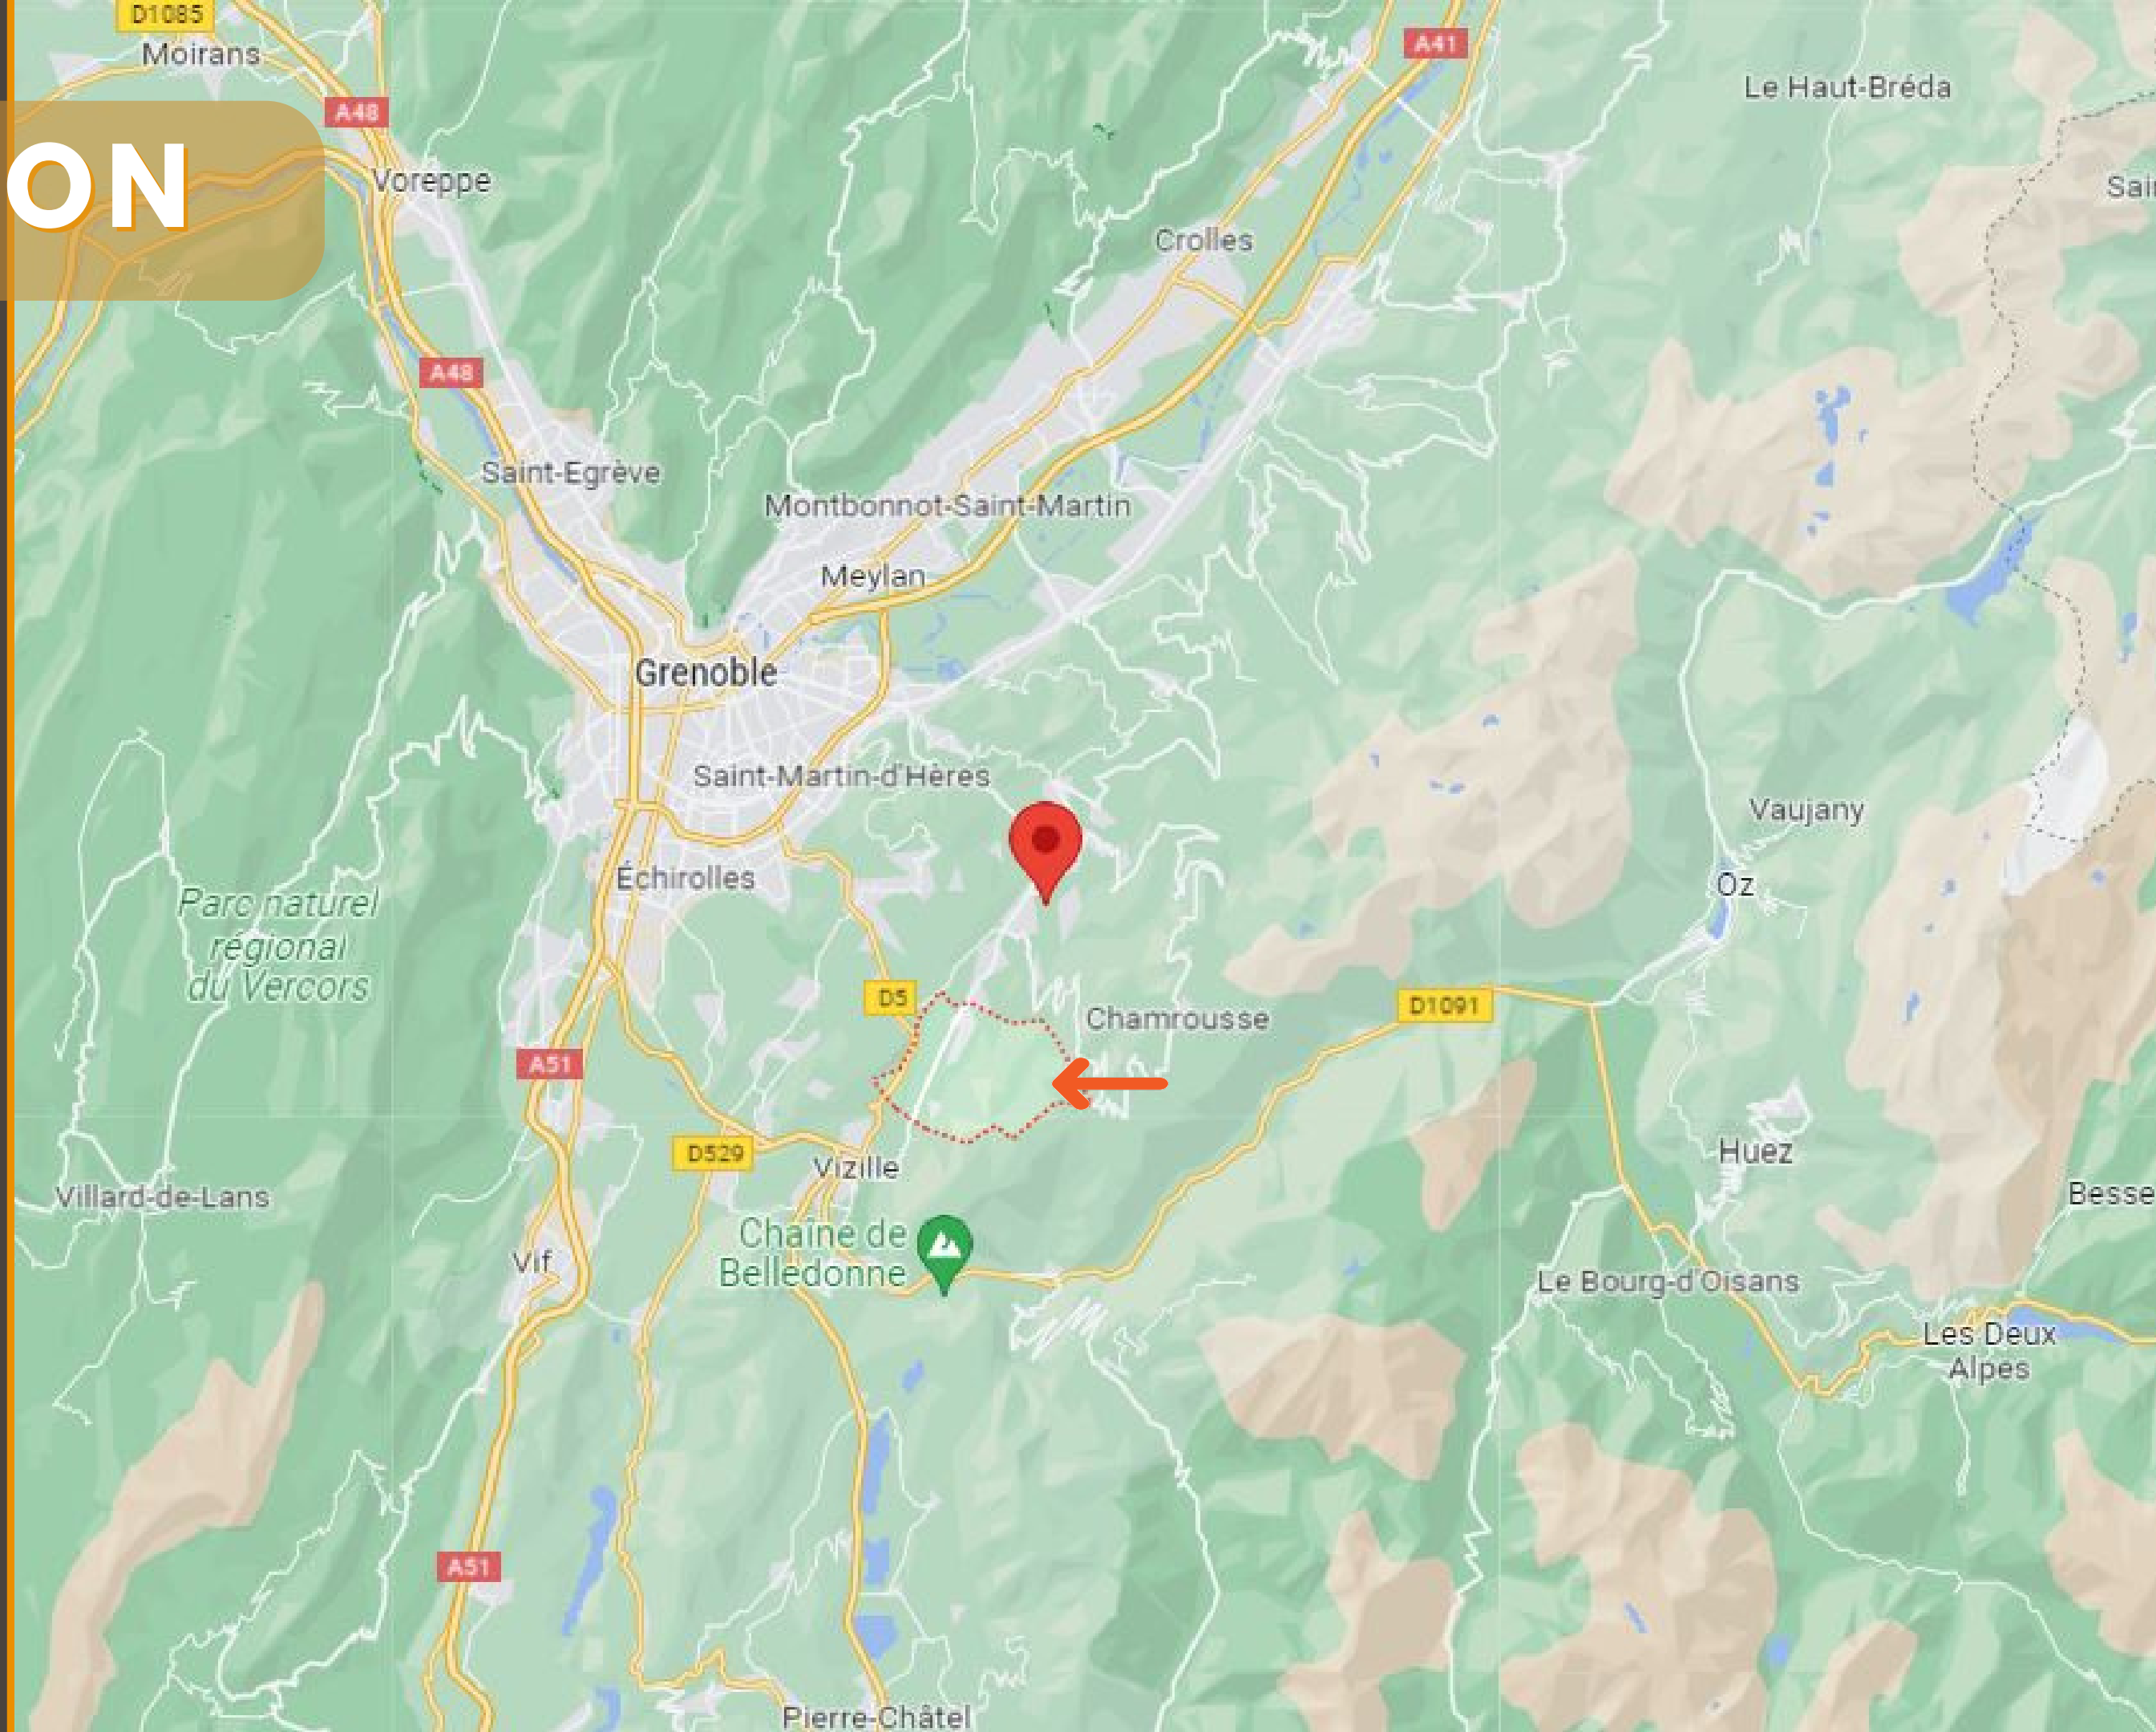 D1085
Moirans
A41
Le Haut-Bréda
A48
ON
Voreppe
Sai
Crolles
A48
Saint-Egrève
Montbonnot-Saint-Martin
Meylan
Grenoble
Saint-Martin-d'Hères
Vaujany
Échirolles
Oz
Parc naturel
régional
du Vercors
D5
D1091
Chamrousse
A51
D529
Vizille
Huez
Villard-de-Lans
Besse
Chaîne de
Belledonne
Vif
Le Bourg-d'Oisans
Les Deux
Alpes
A51
Pierre-Châtel